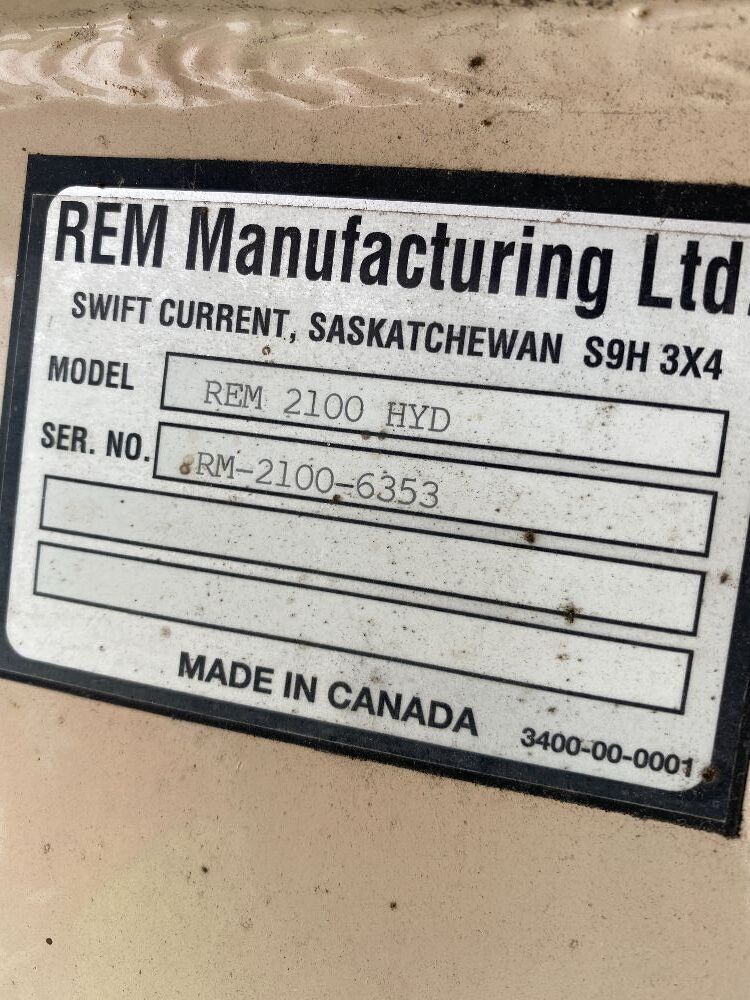 REM Manufacturing Ltd.
SWIFT CURRENT, SASKATCHEWAN S9H 3X4
MODEL REM 2100 HYD
SER. NO. RM-2100-6353
MADE IN CANADA
3400-00-0001